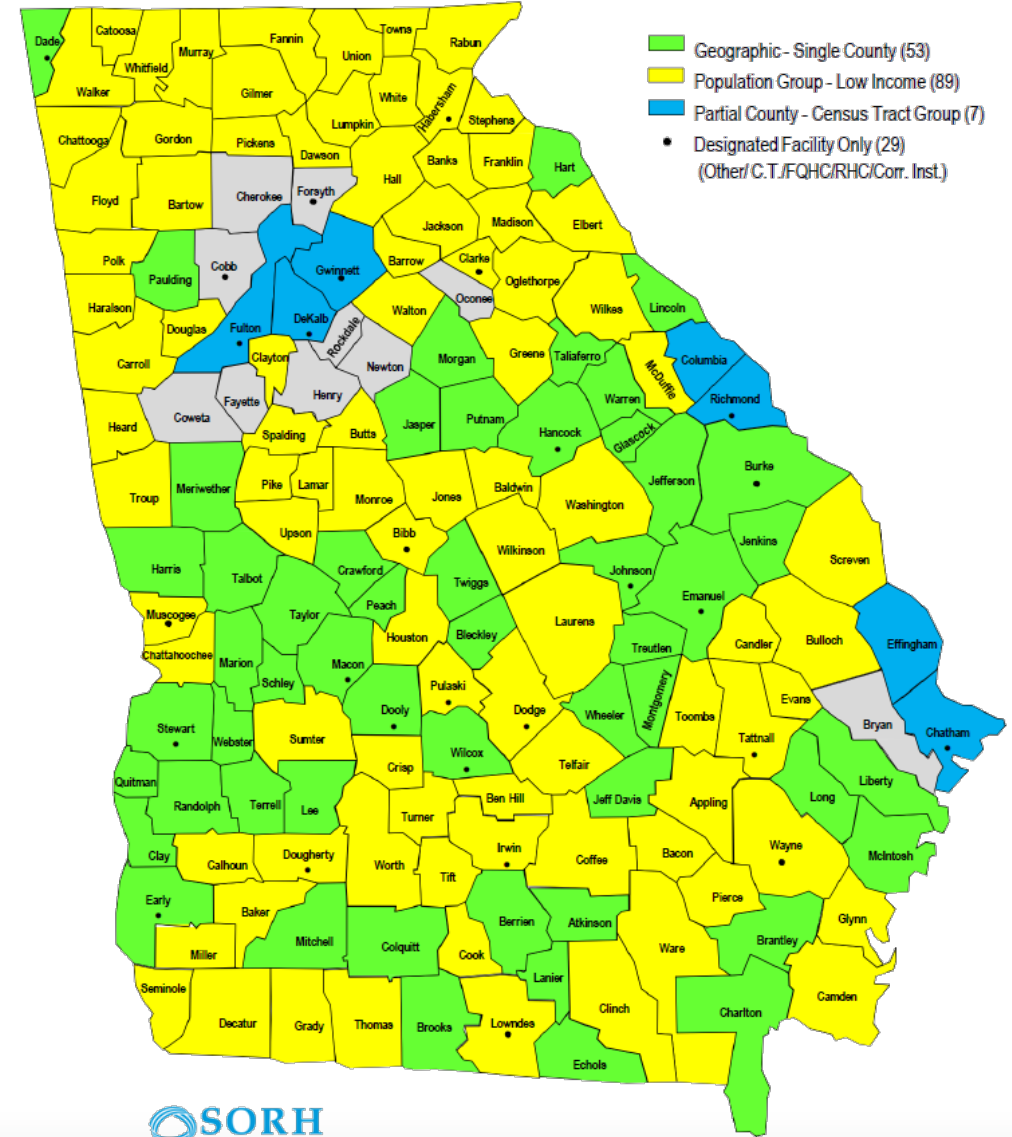 Geographic - Single County (53)
Population Group - Low Income (89)
Partial County - Census Tract Group (7)
Designated Facility Only (29)
(Other/ C.T./FQHC/RHC/Corr. Inst.)
Dade
Catoosa
Whitfield
Murray
Fannin
Union
Towns
Rabun
Walker
Gilmer
White
Habersham
Stephens
Lumpkin
Chattooga
Gordon
Pickens
Dawson
Banks
Franklin
Hart
Hall
Floyd
Bartow
Cherokee
Forsyth
Jackson
Madison
Elbert
Polk
Paulding
Cobb
Gwinnett
Barrow
Clarke
Oglethorpe
Haralson
Oconee
Wilkes
Lincoln
Douglas
Fulton
DeKalb
Rockdale
Walton
Carroll
Clayton
Newton
Morgan
Greene
Taliaferro
McDuffie
Columbia
Coweta
Fayette
Henry
Warren
Richmond
Heard
Spalding
Butts
Jasper
Putnam
Hancock
Glascock
Troup
Meriwether
Pike
Lamar
Monroe
Jones
Baldwin
Washington
Jefferson
Burke
Upson
Bibb
Wilkinson
Jenkins
Screven
Harris
Talbot
Crawford
Peach
Twiggs
Johnson
Emanuel
Muscogee
Taylor
Houston
Bleckley
Laurens
Treutlen
Candler
Bulloch
Effingham
Chattahoochee
Marion
Schley
Macon
Pulaski
Dodge
Wheeler
Montgomery
Toombs
Evans
Stewart
Webster
Sumter
Dooly
Wilcox
Telfair
Tattnall
Bryan
Chatham
Quitman
Randolph
Terrell
Lee
Crisp
Turner
Ben Hill
Jeff Davis
Appling
Long
Liberty
Clay
Calhoun
Dougherty
Worth
Tift
Irwin
Coffee
Bacon
Wayne
McIntosh
Early
Baker
Mitchell
Colquitt
Cook
Berrien
Atkinson
Pierce
Ware
Brantley
Glynn
Miller
Seminole
Decatur
Grady
Thomas
Brooks
Lowndes
Lanier
Clinch
Echols
Charlton
Camden
SORH